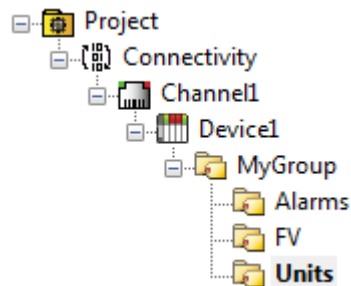 Project
Connectivity
Channel1
Device1
MyGroup
Alarms
FV
Units